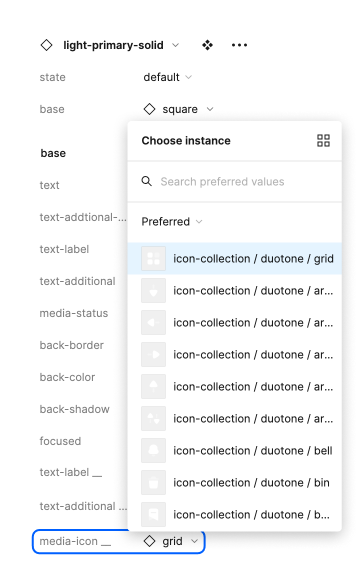 light-primary-solid
state default
base square
Choose instance
base
Search preferred values
text
text-addtional-...
Preferred
text-label
icon-collection / duotone / grid
text-additional
icon-collection / duotone / ar...
media-status
icon-collection / duotone / ar...
back-border
icon-collection / duotone / ar...
back-color
icon-collection / duotone / ar...
back-shadow
icon-collection / duotone / ar...
focused
icon-collection / duotone / bell
text-label __
icon-collection / duotone / bin
text-additional ...
icon-collection / duotone / b...
media-icon __ grid